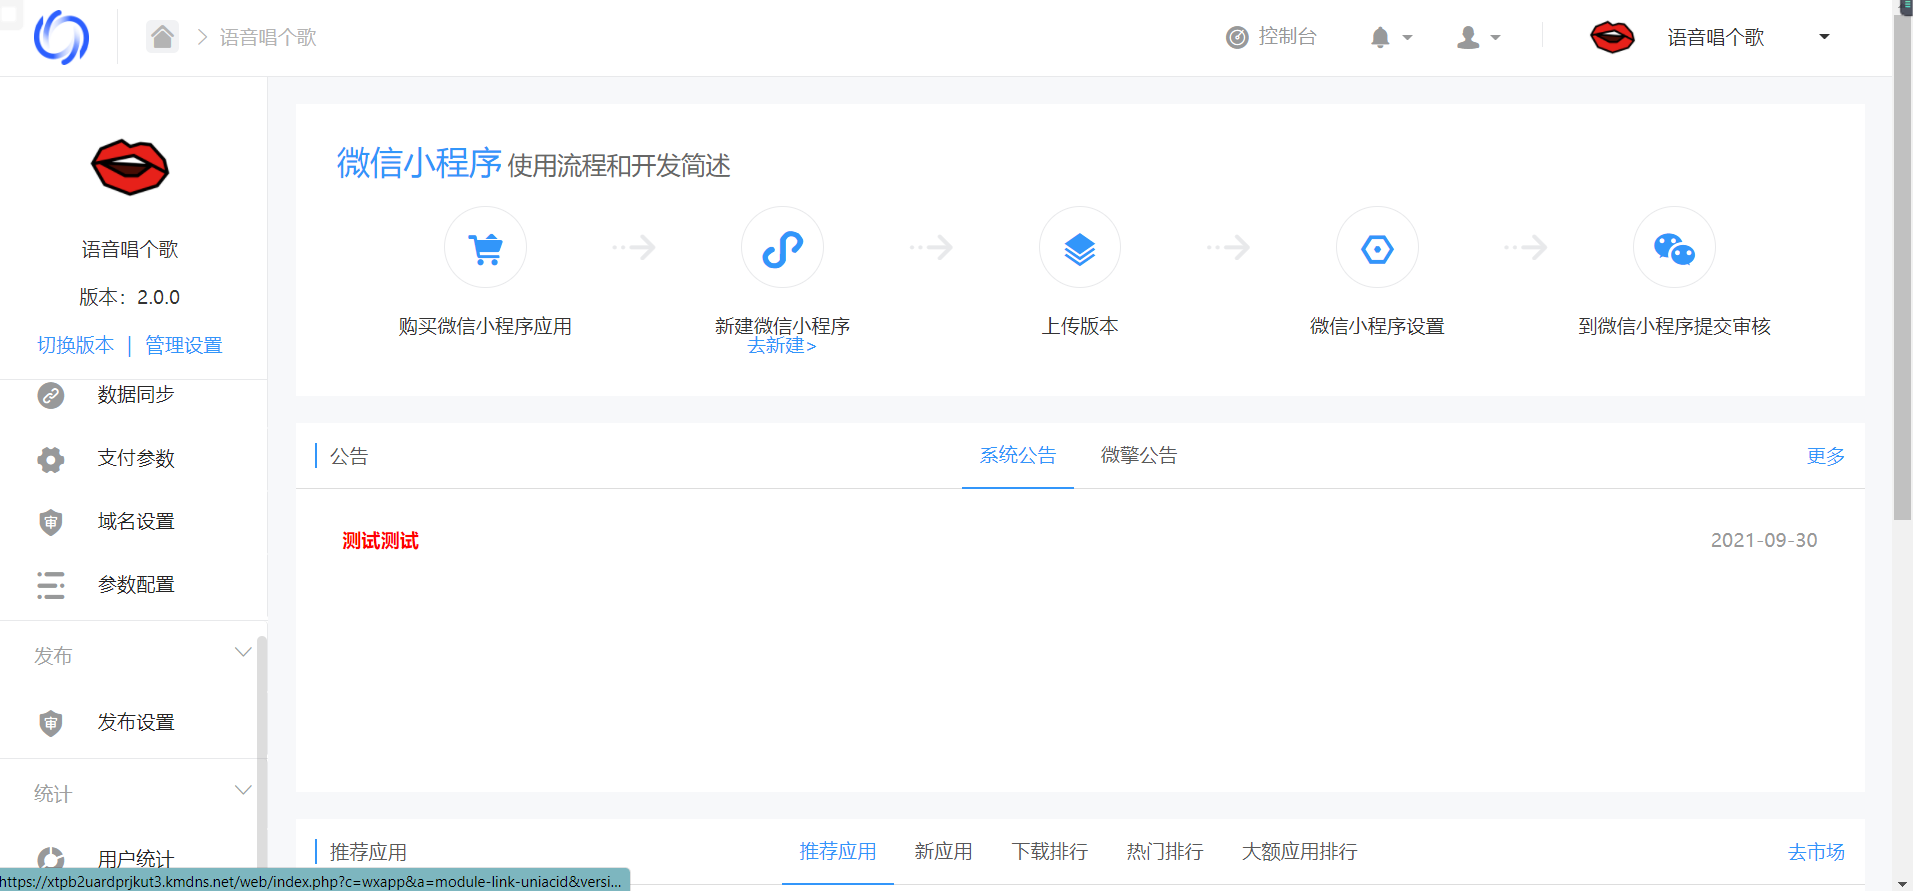 语音唱个歌
控制台
语音唱个歌
语音唱个歌
版本：2.0.0
切换版本 | 管理设置
数据同步
支付参数
审 域名设置
参数配置
发布
审 发布设置
统计
用户统计
微信小程序 使用流程和开发简述
购买微信小程序应用
新建微信小程序
去新建>
上传版本
微信小程序设置
到微信小程序提交审核
公告
系统公告
微擎公告
更多
测试测试
2021-09-30
推荐应用
推荐应用
新应用
下载排行
热门排行
大额应用排行
去市场
https://xtpb2uardprjkut3.kmdns.net/web/index.php?c=wxapp&a=module-link-uniacid&versi...